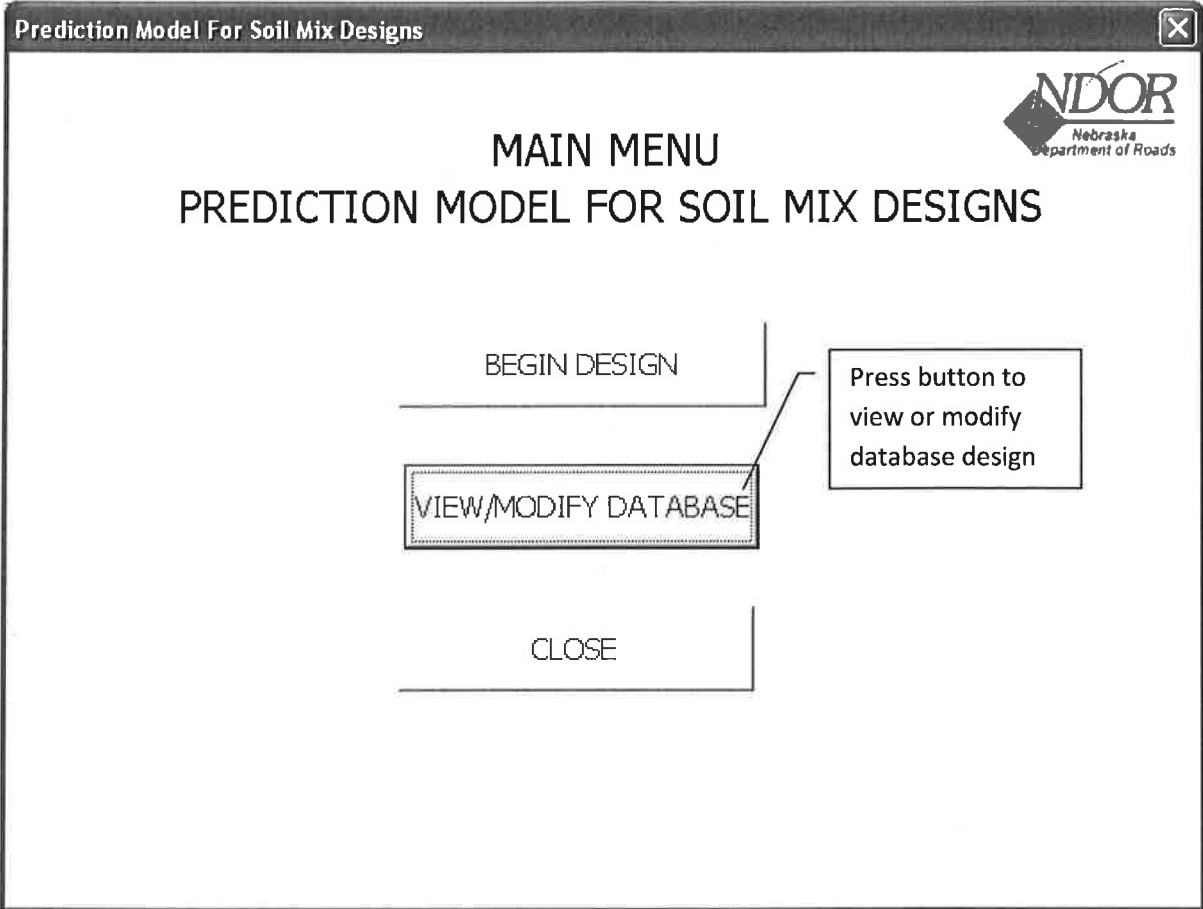 Prediction Model For Soil Mix Designs
NDOR
Nebraska
Department of Roads
MAIN MENU
PREDICTION MODEL FOR SOIL MIX DESIGNS
BEGIN DESIGN
Press button to
view or modify
database design
VIEW/MODIFY DATABASE
CLOSE